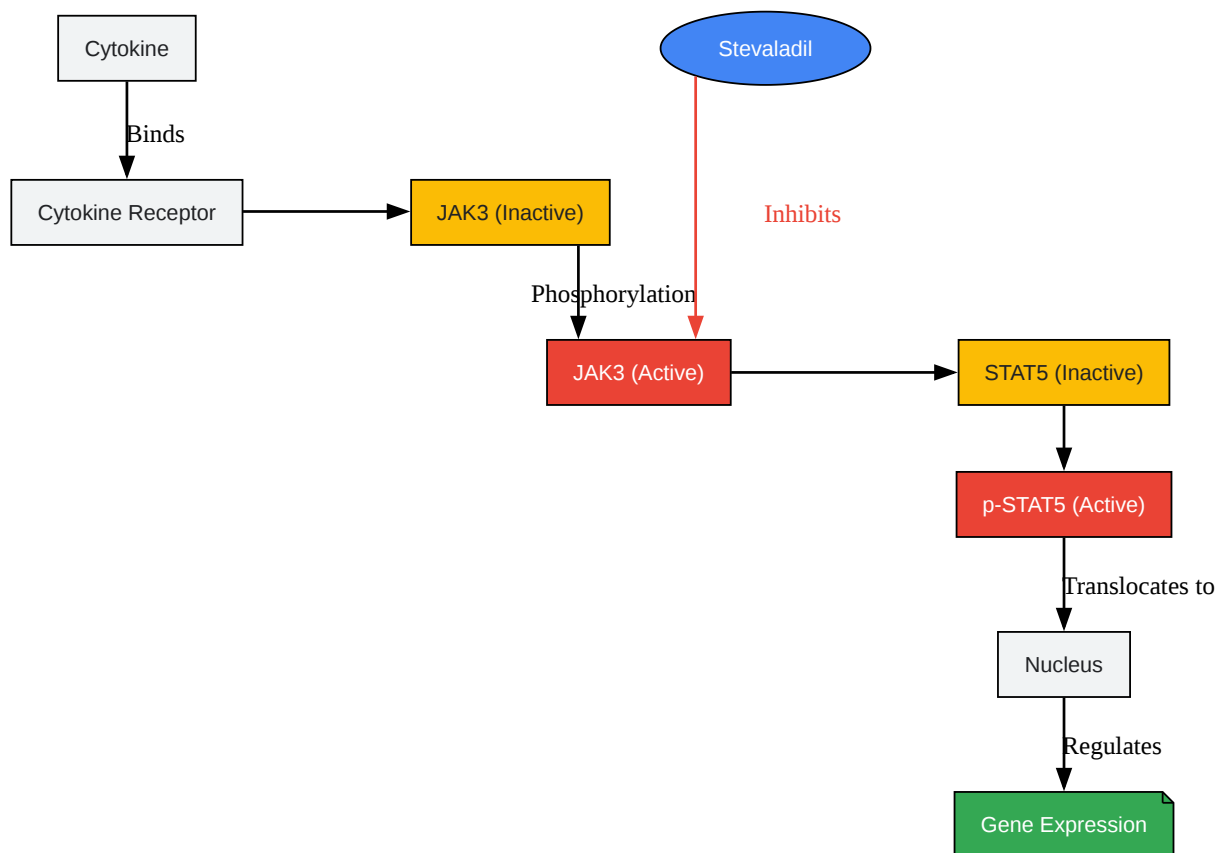 Cytokine
Stevaladil
Binds
Cytokine Receptor
JAK3 (Inactive)
Inhibits
Phosphorylation
JAK3 (Active)
STAT5 (Inactive)
p-STAT5 (Active)
Translocates to
Nucleus
Regulates
Gene Expression